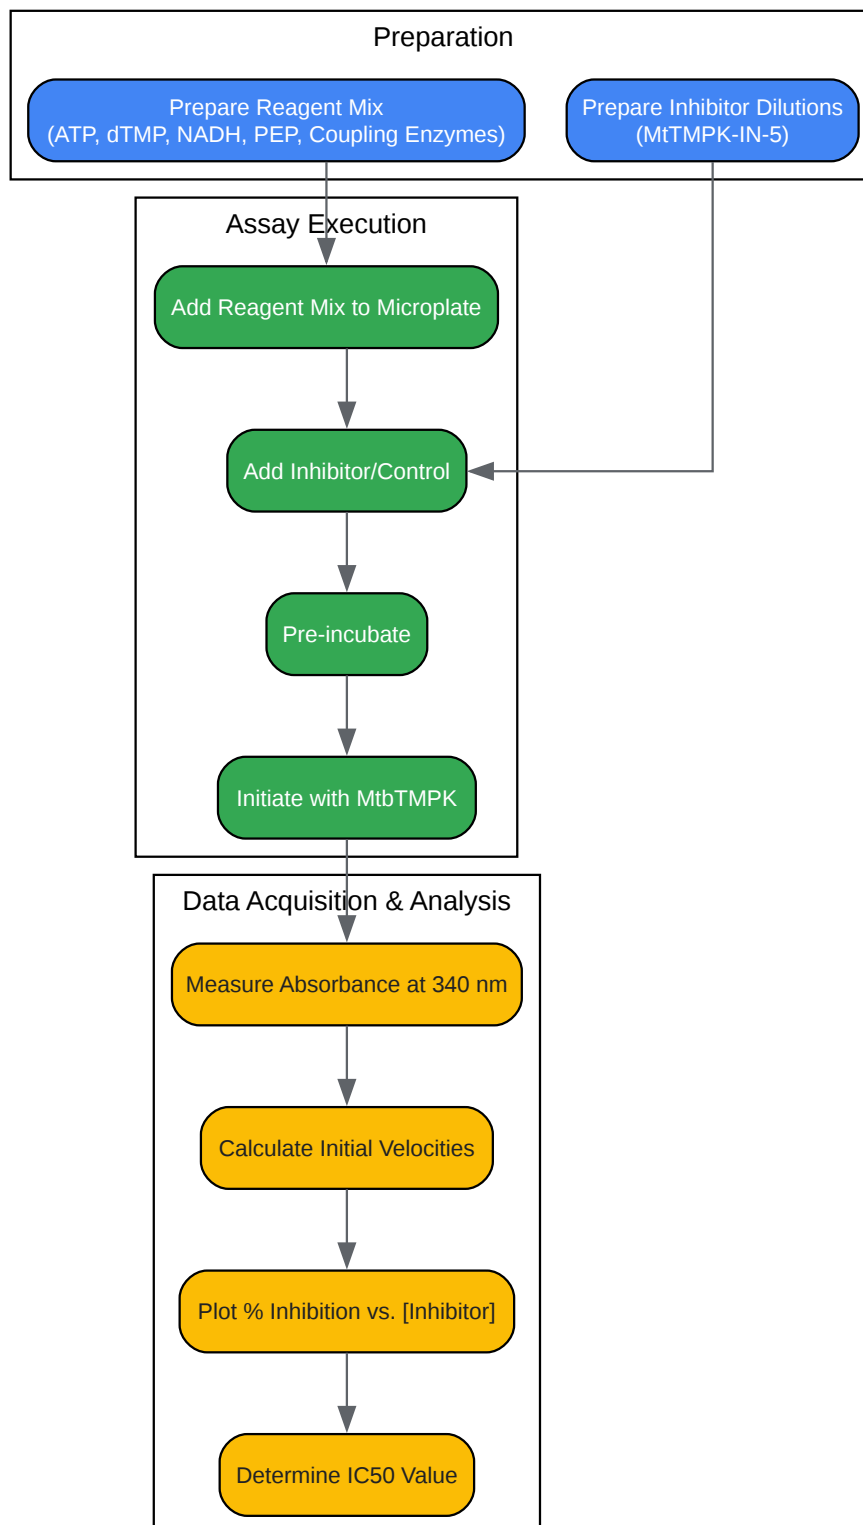 Preparation
Prepare Reagent Mix
(ATP, dTMP, NADH, PEP, Coupling Enzymes)
Prepare Inhibitor Dilutions
(MtTMPK-IN-5)
Assay Execution
Add Reagent Mix to Microplate
Add Inhibitor/Control
Pre-incubate
Initiate with MtbTMPK
Data Acquisition & Analysis
Measure Absorbance at 340 nm
Calculate Initial Velocities
Plot % Inhibition vs. [Inhibitor]
Determine IC50 Value